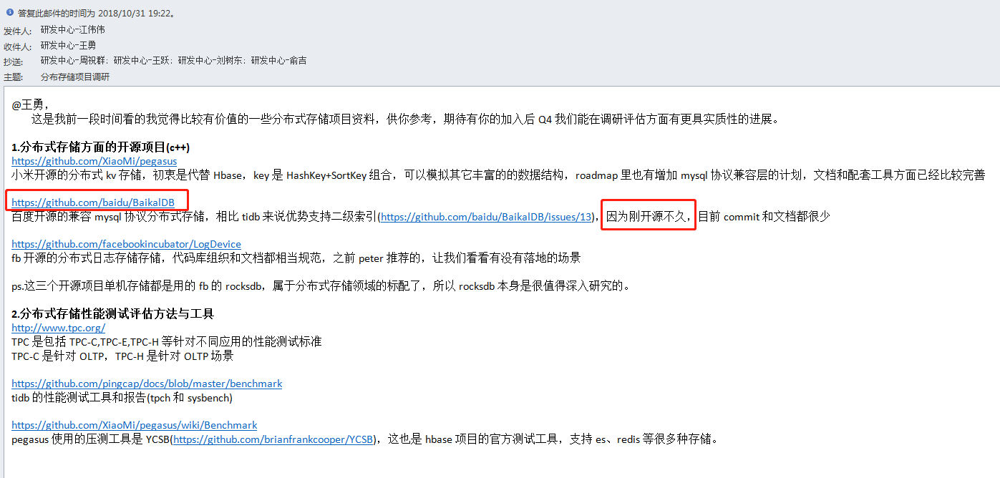 答复此邮件的时间为 2018/10/31 19:22。
发件人: 研发中心-江伟伟
收件人: 研发中心-王勇
抄送: 研发中心-周祝群; 研发中心-王跃; 研发中心-刘树东; 研发中心-俞吉
主题: 分布存储项目调研
@王勇，
这是我前一段时间看的我觉得比较有价值的一些分布式存储项目资料，供你参考，期待有你的加入后 Q4 我们能在调研评估方面有更具实质性的进展。
1.分布式存储方面的开源项目(c++)
https://github.com/XiaoMi/pegasus
小米开源的分布式 kv 存储，初衷是代替 Hbase，key 是 HashKey+SortKey 组合，可以模拟其它丰富的的数据结构，roadmap 里也有增加 mysql 协议兼容层的计划，文档和配套工具方面已经比较完善
https://github.com/baidu/BaikalDB
百度开源的兼容 mysql 协议分布式存储，相比 tidb 来说优势支持二级索引(https://github.com/baidu/BaikalDB/issues/13)，因为刚开源不久，目前 commit 和文档都很少
https://github.com/facebookincubator/LogDevice
fb 开源的分布式日志存储存储，代码库组织和文档都相当规范，之前 peter 推荐的，让我们看看有没有落地的场景
ps.这三个开源项目单机存储都是用的 fb 的 rocksdb，属于分布式存储领域的标配了，所以 rocksdb 本身是很值得深入研究的。
2.分布式存储性能测试评估方法与工具
http://www.tpc.org/
TPC 是包括 TPC-C,TPC-E,TPC-H 等针对不同应用的性能测试标准
TPC-C 是针对 OLTP，TPC-H 是针对 OLTP 场景
https://github.com/pingcap/docs/blob/master/benchmark
tidb 的性能测试工具和报告(tpch 和 sysbench)
https://github.com/XiaoMi/pegasus/wiki/Benchmark
pegasus 使用的压测工具是 YCSB(https://github.com/brianfrankcooper/YCSB)，这也是 hbase 项目的官方测试工具，支持 es、redis 等很多种存储。